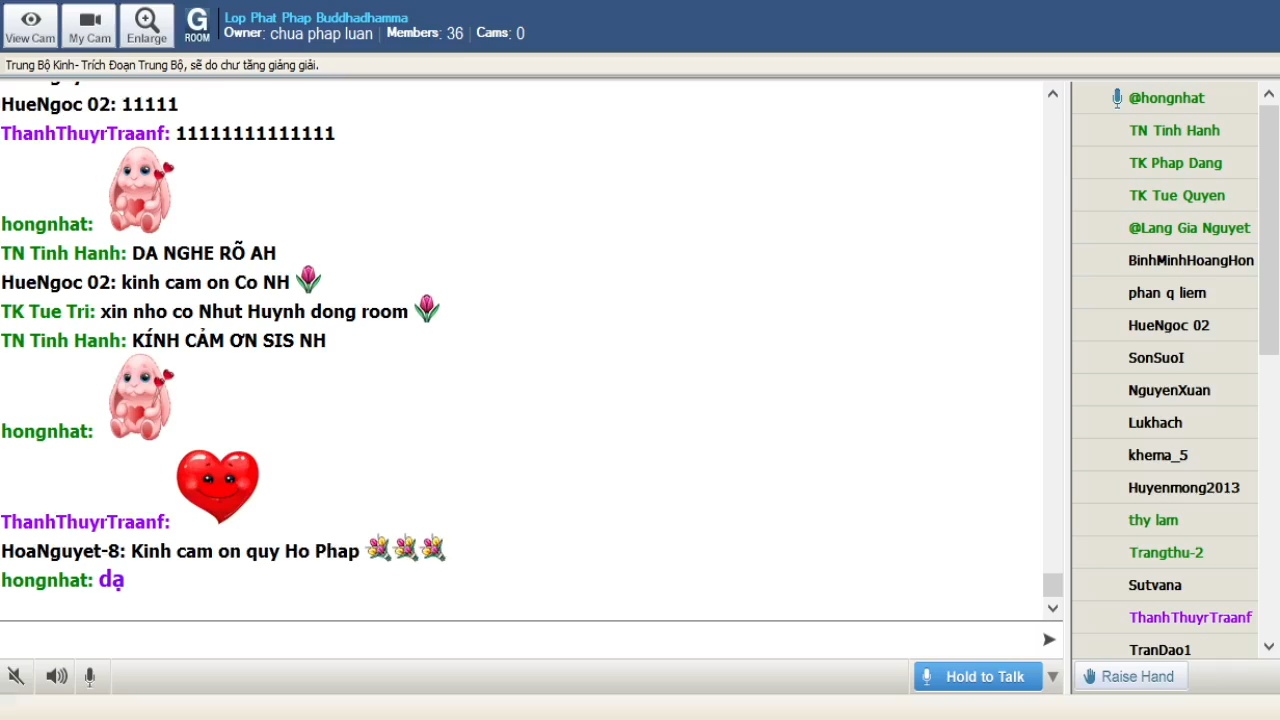 View Cam
My Cam
Enlarge
G
ROOM
Lop Phat Phap Buddhadhamma
Owner: chua phap luan | Members: 36 | Cams: 0
Trung Bộ Kinh- Trích Đoạn Trung Bộ, sẽ do chư tăng giảng giải.
HueNgoc 02: 11111
ThanhThuyrTraanf: 11111111111111
hongnhat:
TN Tinh Hanh: DA NGHE RÕ AH
HueNgoc 02: kinh cam on Co NH
TK Tue Tri: xin nho co Nhut Huynh dong room
TN Tinh Hanh: KÍNH CẢM ƠN SIS NH
hongnhat:
ThanhThuyrTraanf:
HoaNguyet-8: Kinh cam on quy Ho Phap
hongnhat: dạ
@hongnhat
TN Tinh Hanh
TK Phap Dang
TK Tue Quyen
@Lang Gia Nguyet
BinhMinhHoangHon
phan q liem
HueNgoc 02
SonSuoI
NguyenXuan
Lukhach
khema_5
Huyenmong2013
thy lam
Trangthu-2
Sutvana
ThanhThuyrTraanf
TranDao1
Hold to Talk
Raise Hand